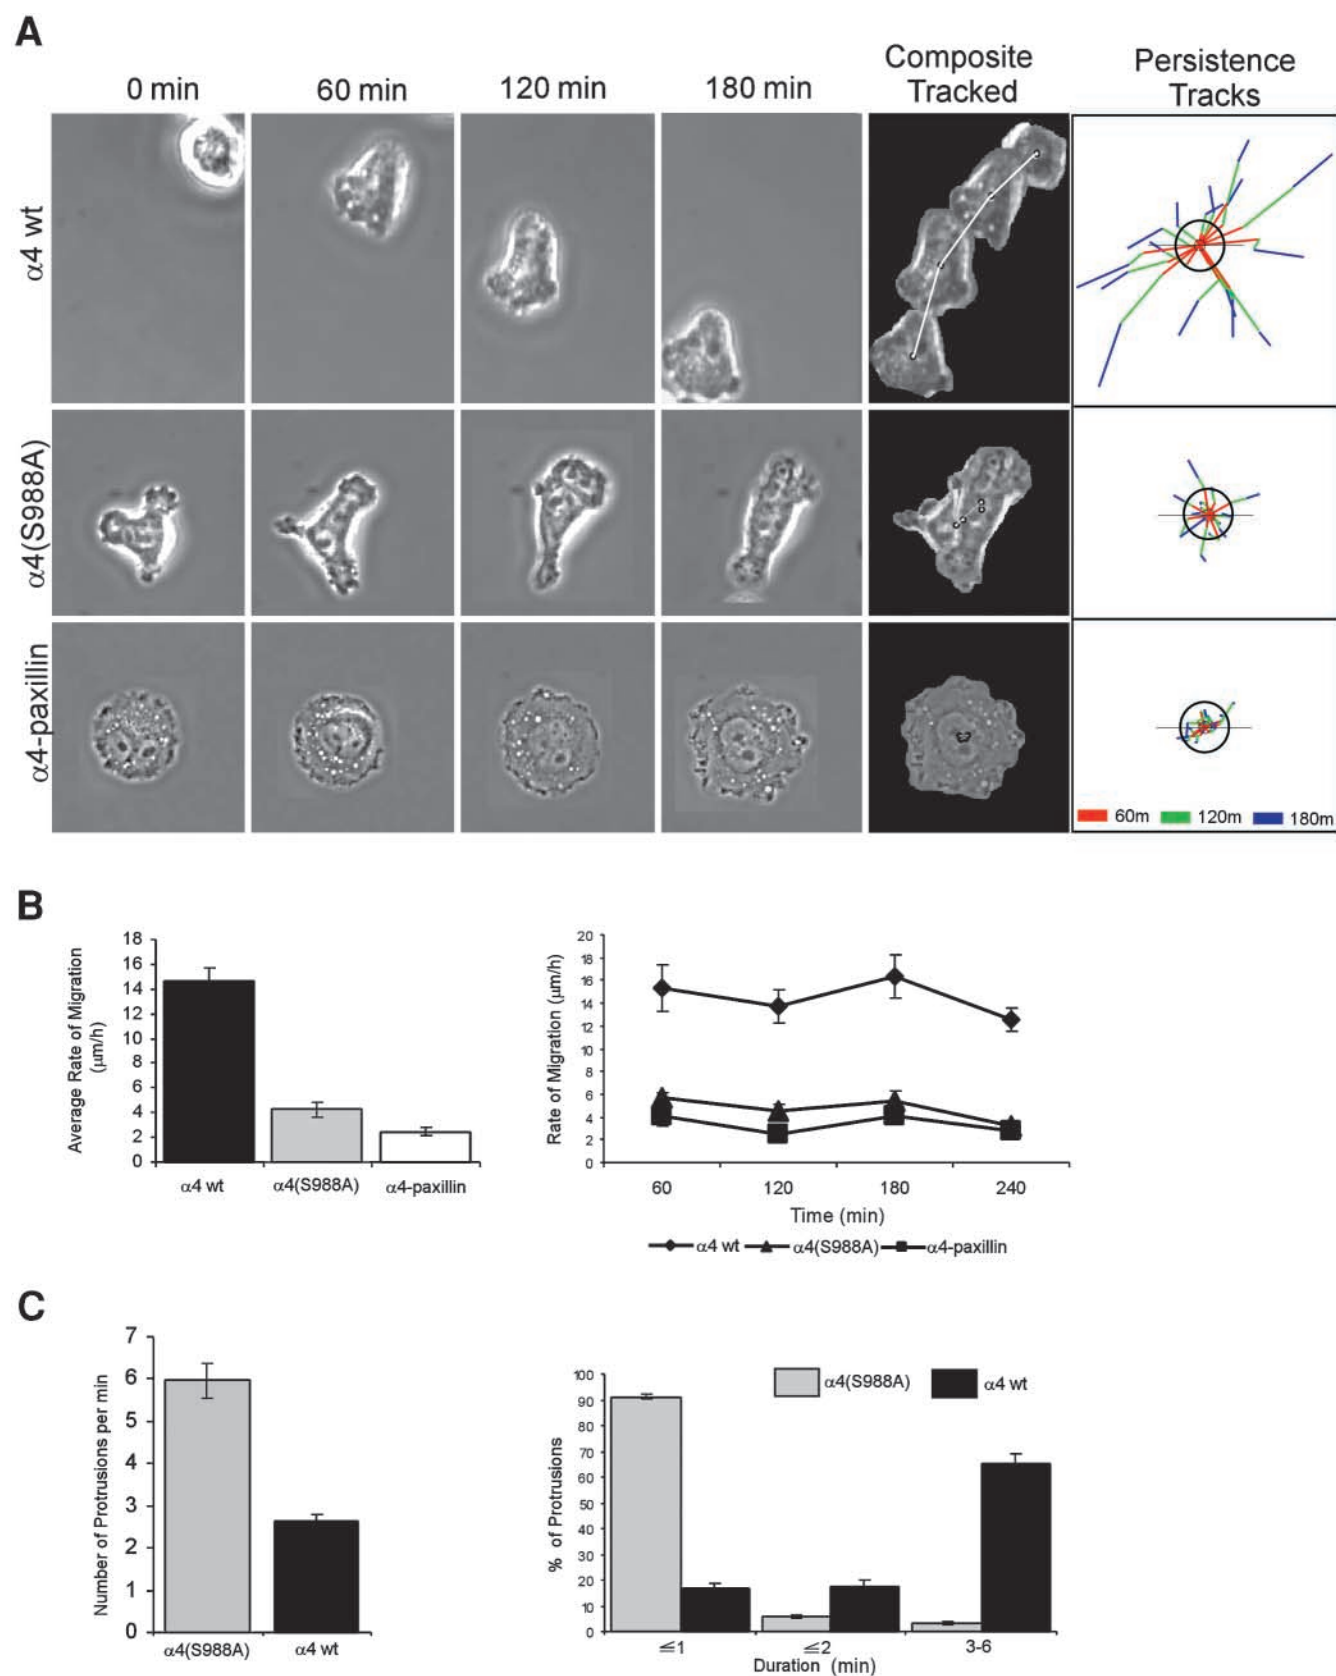 A
0 min
60 min
120 min
180 min
Composite
Tracked
Persistence
Tracks
α4 wt
α4(S988A)
α4-paxillin
60m
120m
180m
B
Average Rate of Migration
(μm/h)
18
16
14
12
10
8
6
4
2
0
α4 wt
α4(S988A)
α4-paxillin
Rate of Migration (μm/h)
20
18
16
14
12
10
8
6
4
2
0
60
120
180
240
Time (min)
α4 wt
α4(S988A)
α4-paxillin
C
Number of Protrusions per min
7
6
5
4
3
2
1
0
α4(S988A)
α4 wt
% of Protrusions
100
90
80
70
60
50
40
30
20
10
0
α4(S988A)
α4 wt
≦1
≦2
3-6
Duration (min)